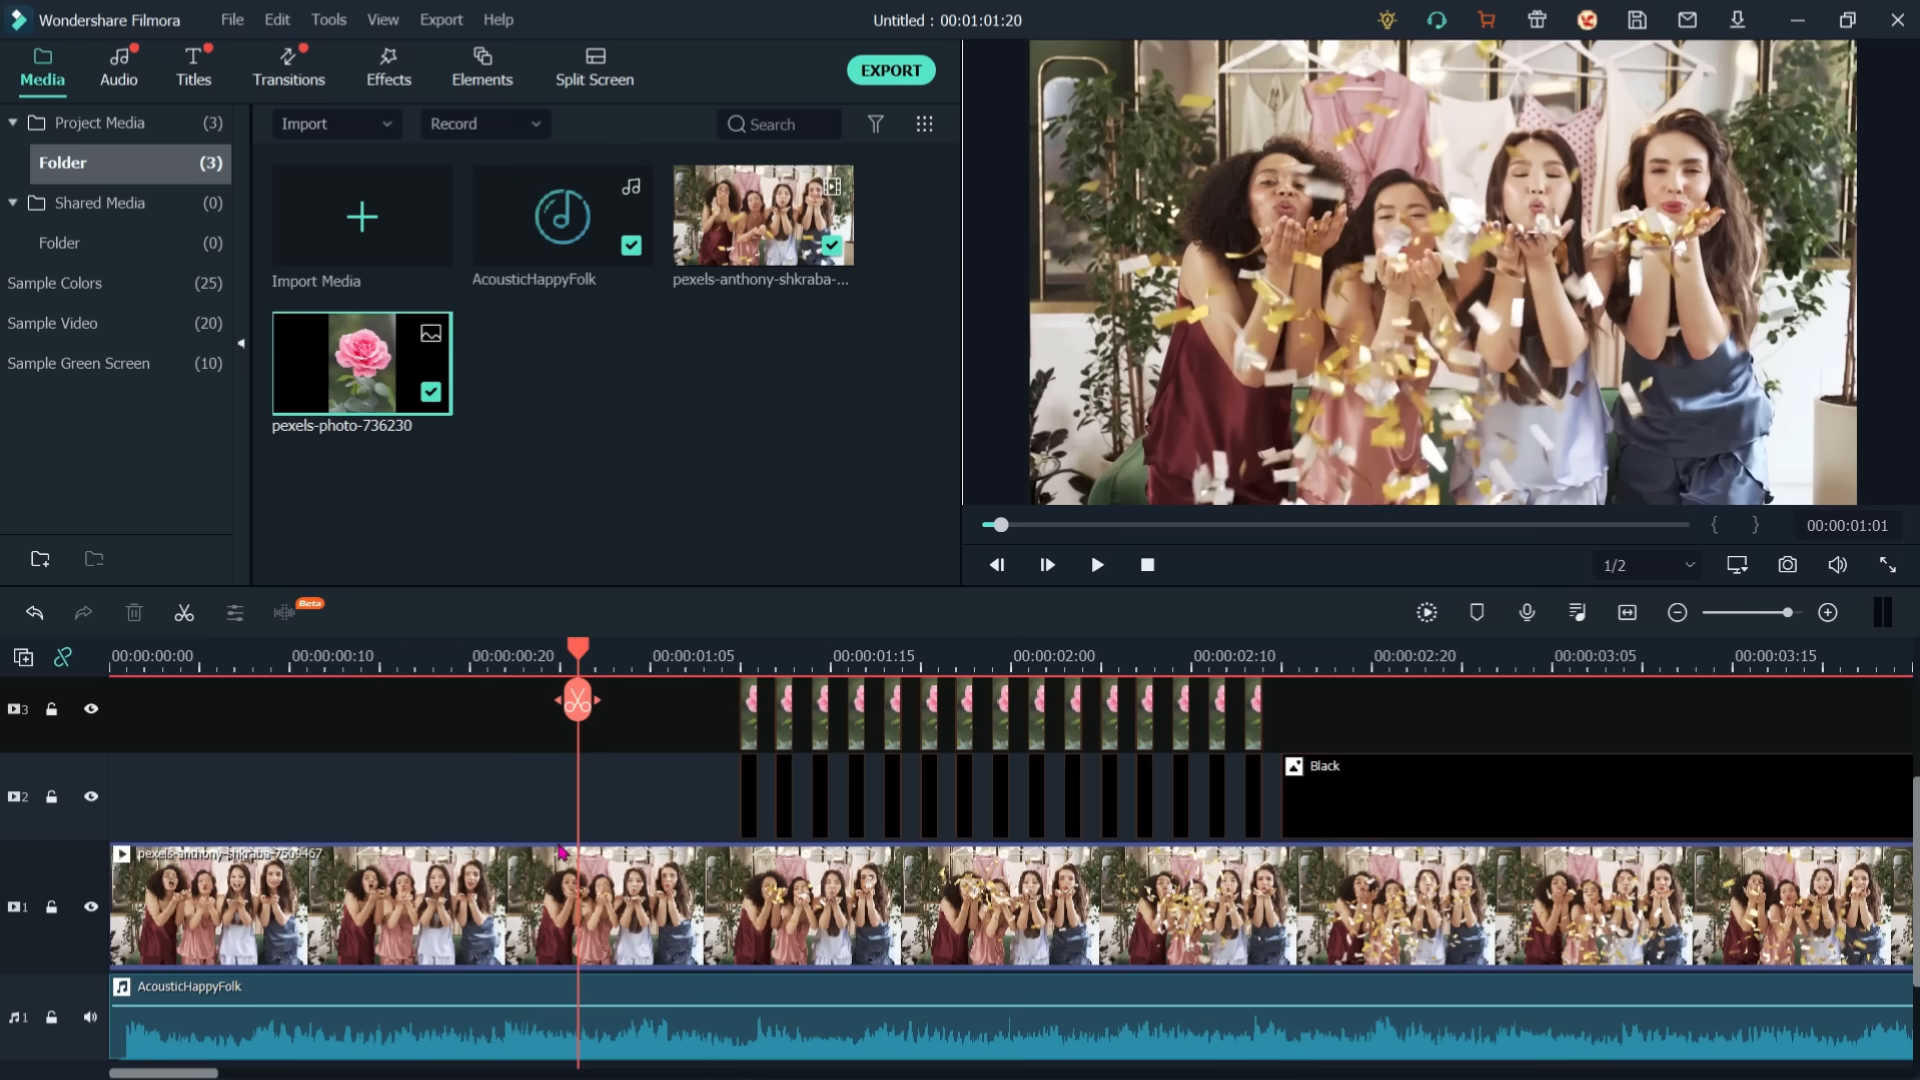 Wondershare Filmora File Edit Tools View Export Help Untitled : 00:01:01:20
Media Audio Titles Transitions Effects Elements Split Screen EXPORT
Project Media (3) Import Record Search
Folder (3)
Shared Media (0)
Folder (0)
Sample Colors (25)
Sample Video (20)
Sample Green Screen (10)
Import Media AcousticHappyFolk pexels-anthony-shkraba-...
pexels-photo-736230
{ } 00:00:01:01
1/2
Beta
00:00:00:00 00:00:00:10 00:00:00:20 00:00:01:05 00:00:01:15 00:00:02:00 00:00:02:10 00:00:02:20 00:00:03:05 00:00:03:15
3
2 Black
pexels-anthony-shkraba-7509467
1
AcousticHappyFolk
1